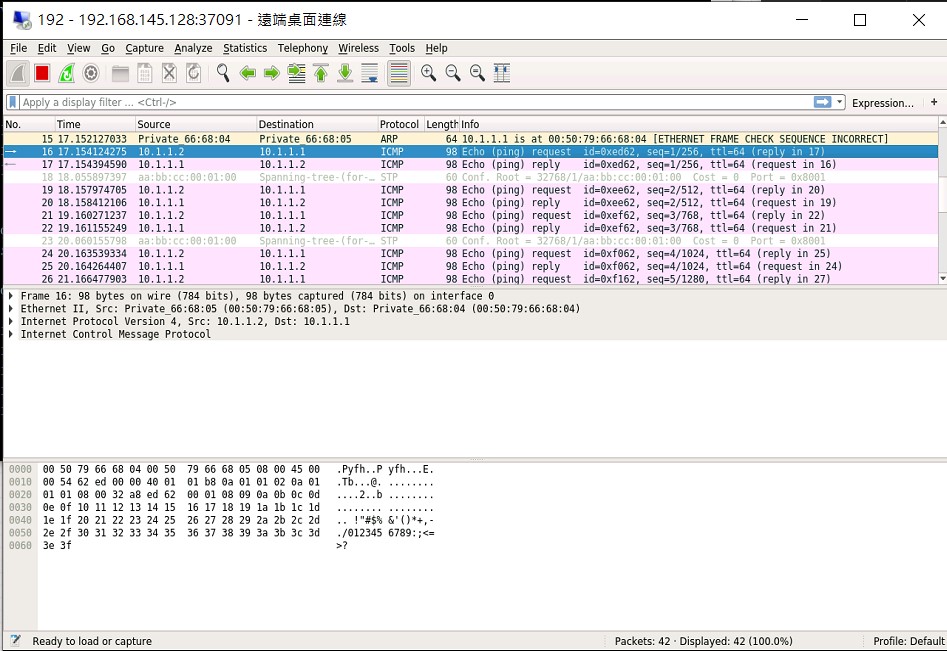 192 - 192.168.145.128:37091 - 遠端桌面連線
File Edit View Go Capture Analyze Statistics Telephony Wireless Tools Help
Apply a display filter ... <Ctrl-/> Expression... +
No. Time Source Destination Protocol Length Info
15 17.152127033 Private_66:68:04 Private_66:68:05 ARP 64 10.1.1.1 is at 00:50:79:66:68:04 [ETHERNET FRAME CHECK SEQUENCE INCORRECT]
16 17.154124275 10.1.1.2 10.1.1.1 ICMP 98 Echo (ping) request id=0xed62, seq=1/256, ttl=64 (reply in 17)
17 17.154394590 10.1.1.1 10.1.1.2 ICMP 98 Echo (ping) reply id=0xed62, seq=1/256, ttl=64 (request in 16)
18 18.055897397 aa:bb:cc:00:01:00 Spanning-tree-(for-… STP 60 Conf. Root = 32768/1/aa:bb:cc:00:01:00 Cost = 0 Port = 0x8001
19 18.157974705 10.1.1.2 10.1.1.1 ICMP 98 Echo (ping) request id=0xee62, seq=2/512, ttl=64 (reply in 20)
20 18.158412106 10.1.1.1 10.1.1.2 ICMP 98 Echo (ping) reply id=0xee62, seq=2/512, ttl=64 (request in 19)
21 19.160271237 10.1.1.2 10.1.1.1 ICMP 98 Echo (ping) request id=0xef62, seq=3/768, ttl=64 (reply in 22)
22 19.161155249 10.1.1.1 10.1.1.2 ICMP 98 Echo (ping) reply id=0xef62, seq=3/768, ttl=64 (request in 21)
23 20.060155798 aa:bb:cc:00:01:00 Spanning-tree-(for-… STP 60 Conf. Root = 32768/1/aa:bb:cc:00:01:00 Cost = 0 Port = 0x8001
24 20.163539334 10.1.1.2 10.1.1.1 ICMP 98 Echo (ping) request id=0xf062, seq=4/1024, ttl=64 (reply in 25)
25 20.164264407 10.1.1.1 10.1.1.2 ICMP 98 Echo (ping) reply id=0xf062, seq=4/1024, ttl=64 (request in 24)
26 21.166477903 10.1.1.2 10.1.1.1 ICMP 98 Echo (ping) request id=0xf162, seq=5/1280, ttl=64 (reply in 27)
Frame 16: 98 bytes on wire (784 bits), 98 bytes captured (784 bits) on interface 0
Ethernet II, Src: Private_66:68:05 (00:50:79:66:68:05), Dst: Private_66:68:04 (00:50:79:66:68:04)
Internet Protocol Version 4, Src: 10.1.1.2, Dst: 10.1.1.1
Internet Control Message Protocol
0000 00 50 79 66 68 04 00 50 79 66 68 05 08 00 45 00 .Pyfh..P yfh...E.
0010 00 54 62 ed 00 00 40 01 01 b8 0a 01 01 02 0a 01 .Tb...@. ........
0020 01 01 08 00 32 a8 ed 62 00 01 08 09 0a 0b 0c 0d ....2..b ........
0030 0e 0f 10 11 12 13 14 15 16 17 18 19 1a 1b 1c 1d ........ ........
0040 1e 1f 20 21 22 23 24 25 26 27 28 29 2a 2b 2c 2d .. !"#$% &'()*+,-
0050 2e 2f 30 31 32 33 34 35 36 37 38 39 3a 3b 3c 3d ./012345 6789:;<=
0060 3e 3f >?
Ready to load or capture Packets: 42 · Displayed: 42 (100.0%) Profile: Default